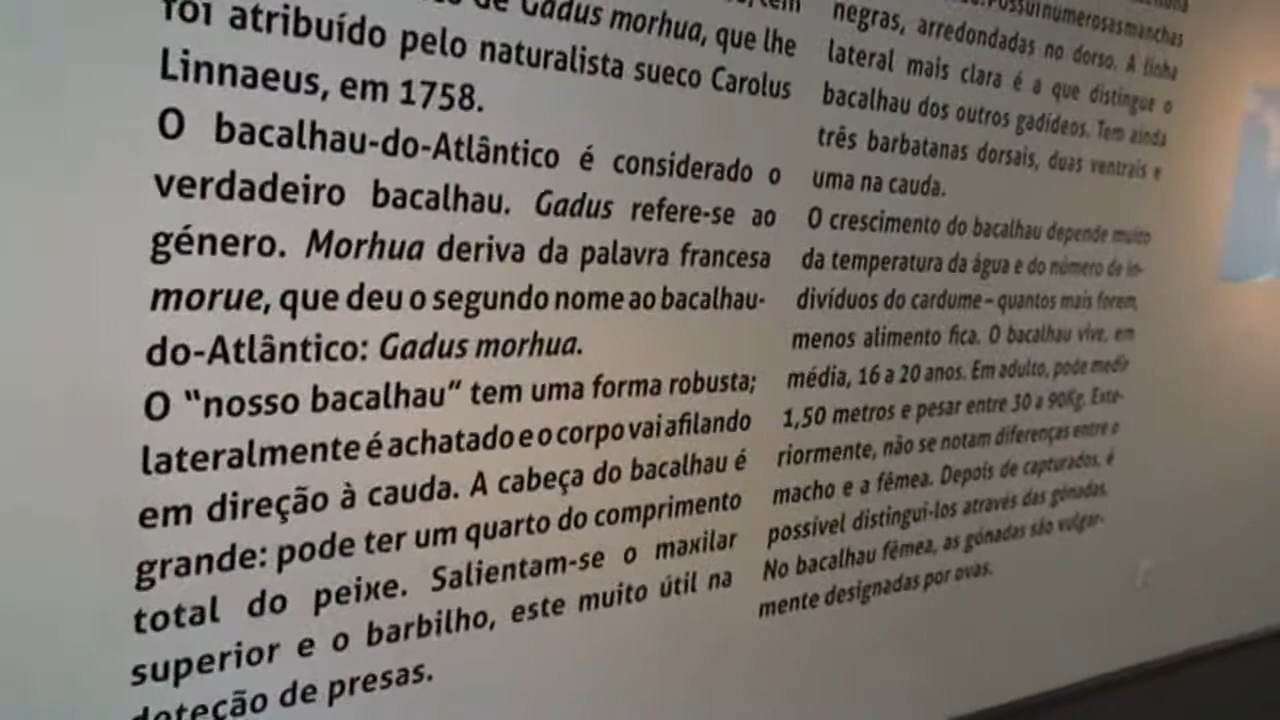 de Gadus morhua, que lhe
foi atribuído pelo naturalista sueco Carolus
Linnaeus, em 1758.
O bacalhau-do-Atlântico é considerado o
verdadeiro bacalhau. Gadus refere-se ao
género. Morhua deriva da palavra francesa
morue, que deu o segundo nome ao bacalhau-
do-Atlântico: Gadus morhua.
O “nosso bacalhau” tem uma forma robusta;
lateralmente é achatado e o corpo vai afilando
em direção à cauda. A cabeça do bacalhau é
grande: pode ter um quarto do comprimento
total do peixe. Salientam-se o maxilar
superior e o barbilho, este muito útil na
deteção de presas.
Possui numerosas manchas
negras, arredondadas no dorso. A linha
lateral mais clara é a que distingue o
bacalhau dos outros gadídeos. Tem ainda
três barbatanas dorsais, duas ventrais e
uma na cauda.
O crescimento do bacalhau depende muito
da temperatura da água e do número de in-
divíduos do cardume – quantos mais forem,
menos alimento fica. O bacalhau vive, em
média, 16 a 20 anos. Em adulto, pode medir
1,50 metros e pesar entre 30 a 90Kg. Exte-
riormente, não se notam diferenças entre o
macho e a fêmea. Depois de capturados, é
possível distingui-los através das gónadas.
No bacalhau fêmea, as gónadas são vulgar-
mente designadas por ovas.